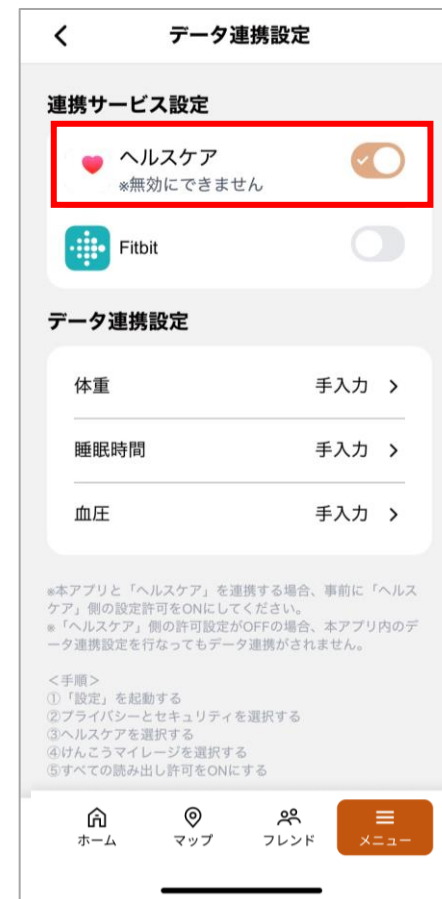 データ連携設定
連携サービス設定
ヘルスケア
※無効にできません
Fitbit
データ連携設定
体重 手入力
睡眠時間 手入力
血圧 手入力
※本アプリと「ヘルスケア」を連携する場合、事前に「ヘルス
ケア」側の設定許可をONにしてください。
※「ヘルスケア」側の許可設定がOFFの場合、本アプリ内のデ
ータ連携設定を行なってもデータ連携がされません。
<手順>
①「設定」を起動する
②プライバシーとセキュリティを選択する
③ヘルスケアを選択する
④けんこうマイレージを選択する
⑤すべての読み出し許可をONにする
ホーム マップ フレンド メニュー